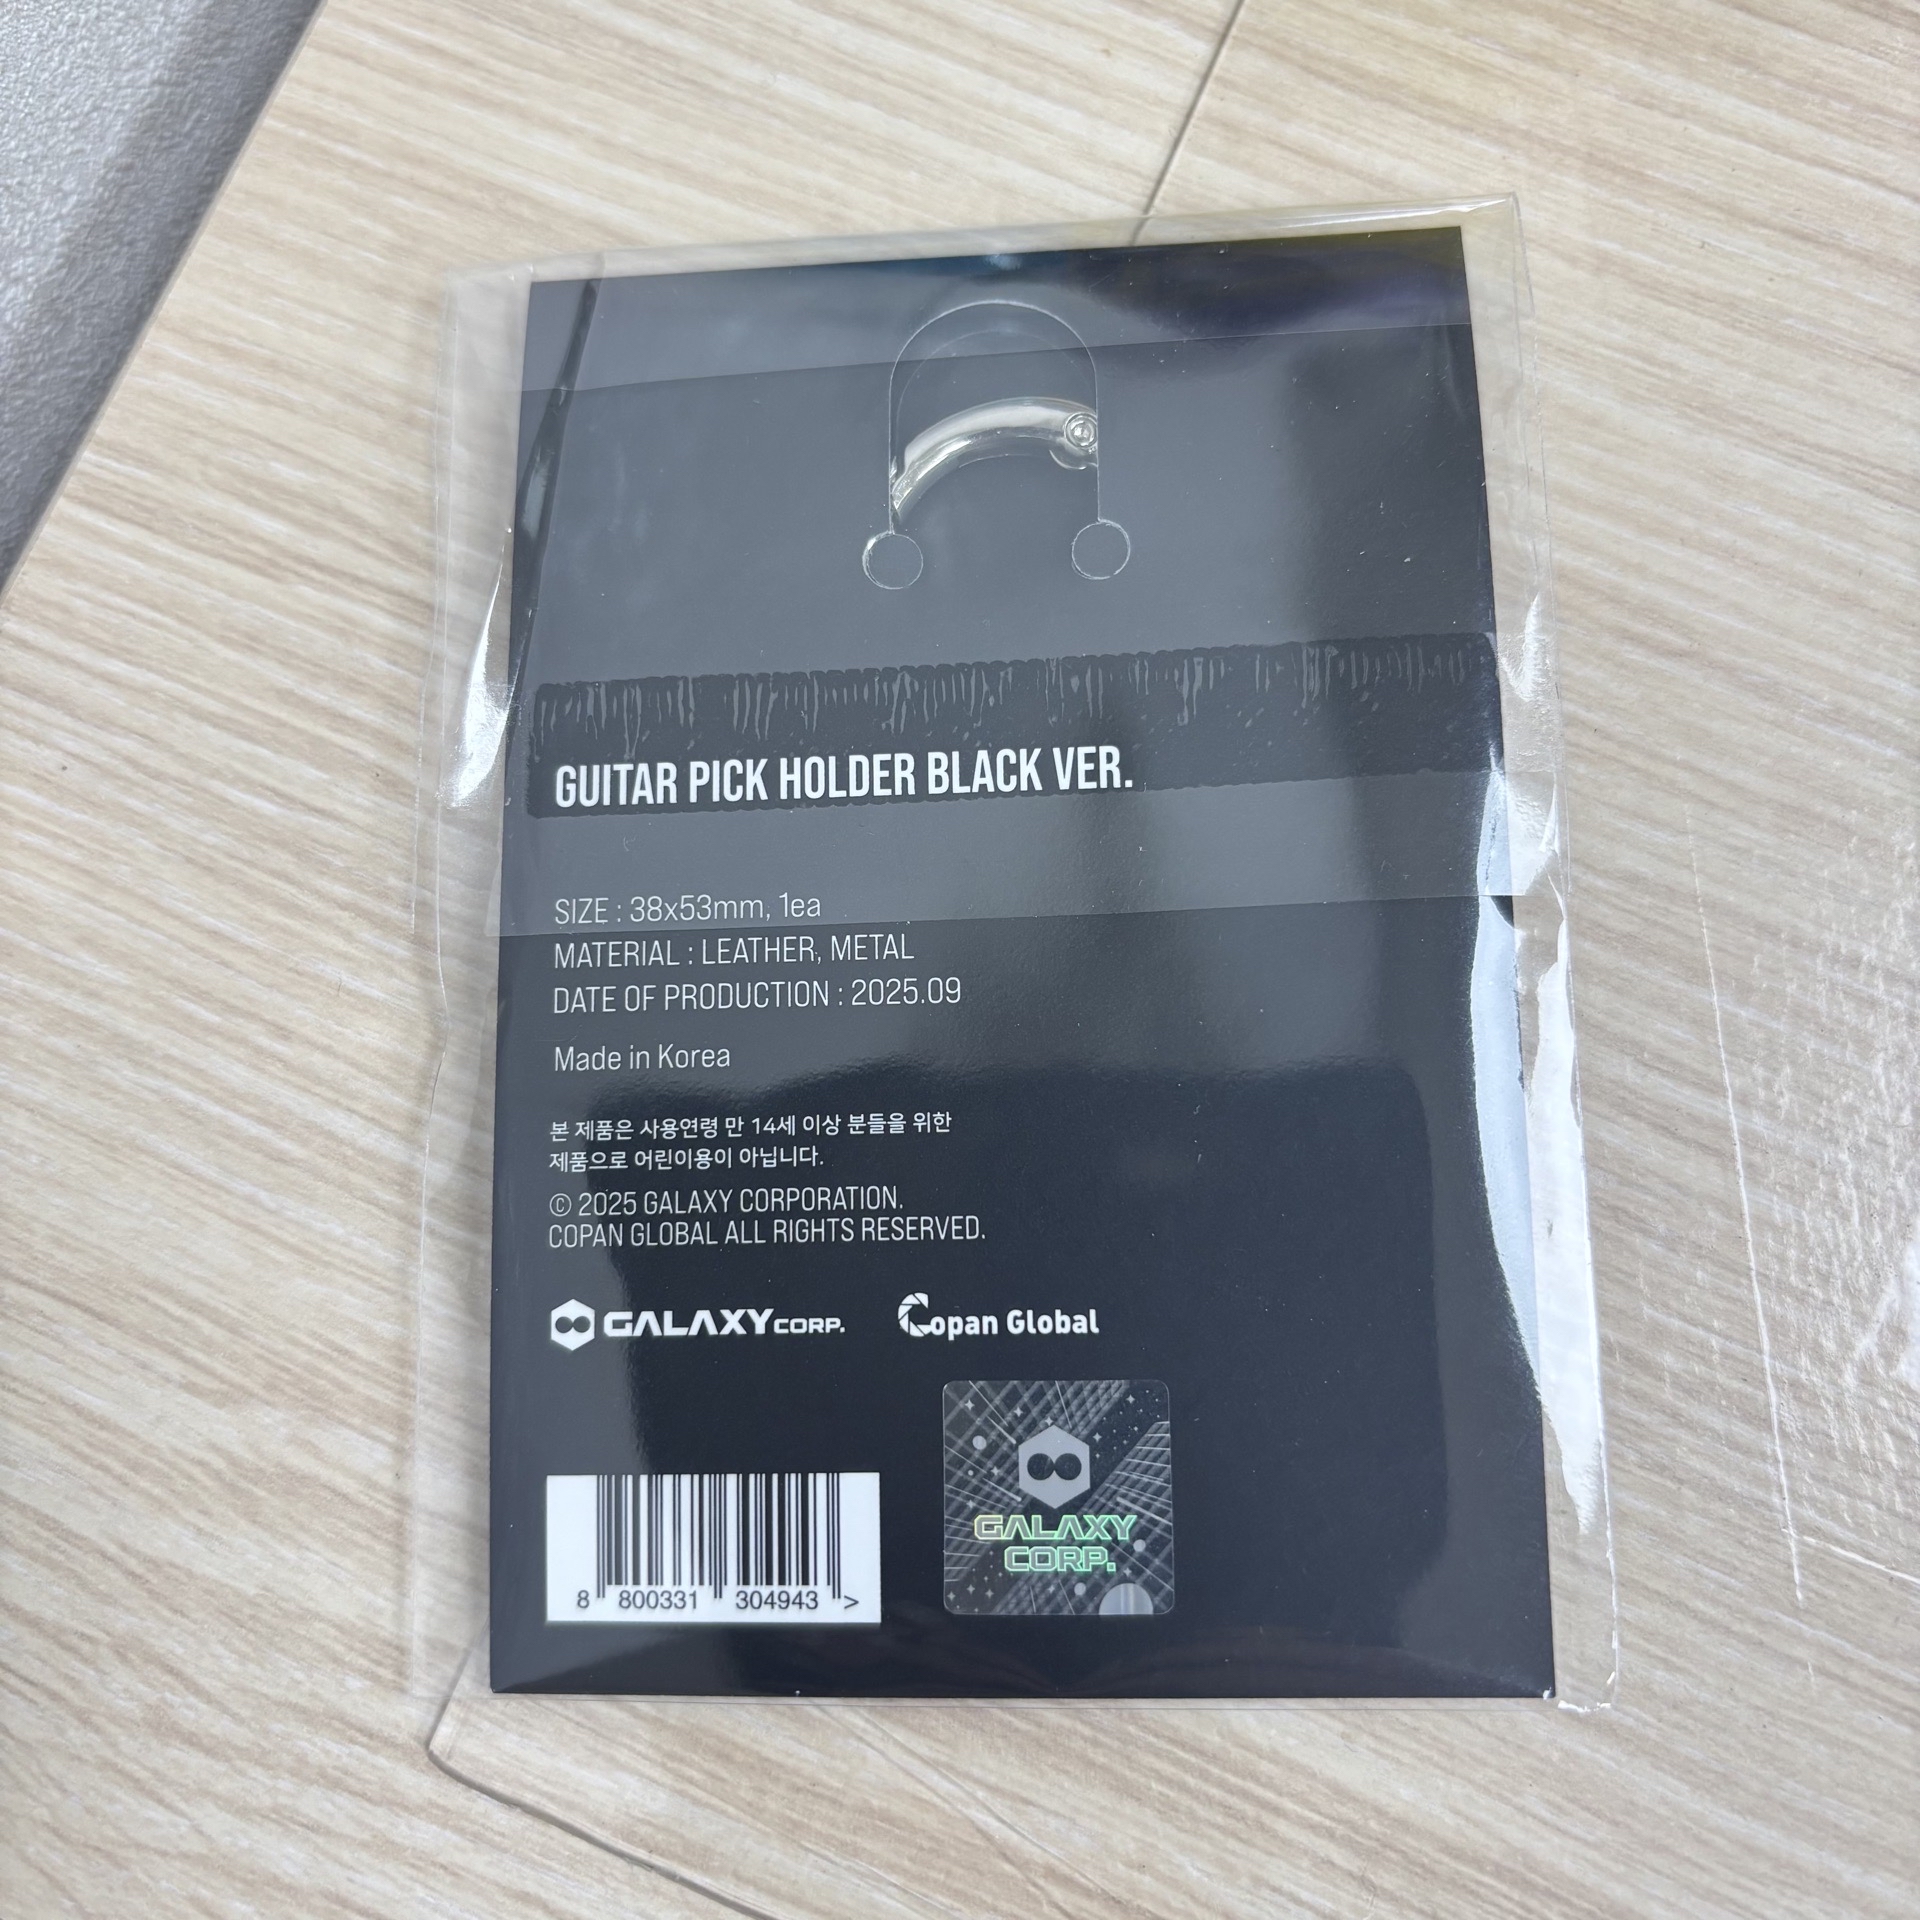 GUITAR PICK HOLDER BLACK VER.
SIZE : 38x53mm, 1ea
MATERIAL : LEATHER, METAL
DATE OF PRODUCTION : 2025.09
Made in Korea
본 제품은 사용연령 만 14세 이상 분들을 위한
제품으로 어린이용이 아닙니다.
© 2025 GALAXY CORPORATION.
COPAN GLOBAL ALL RIGHTS RESERVED.
GALAXY CORP. Copan Global
GALAXY
CORP.
8 800331 304943 >